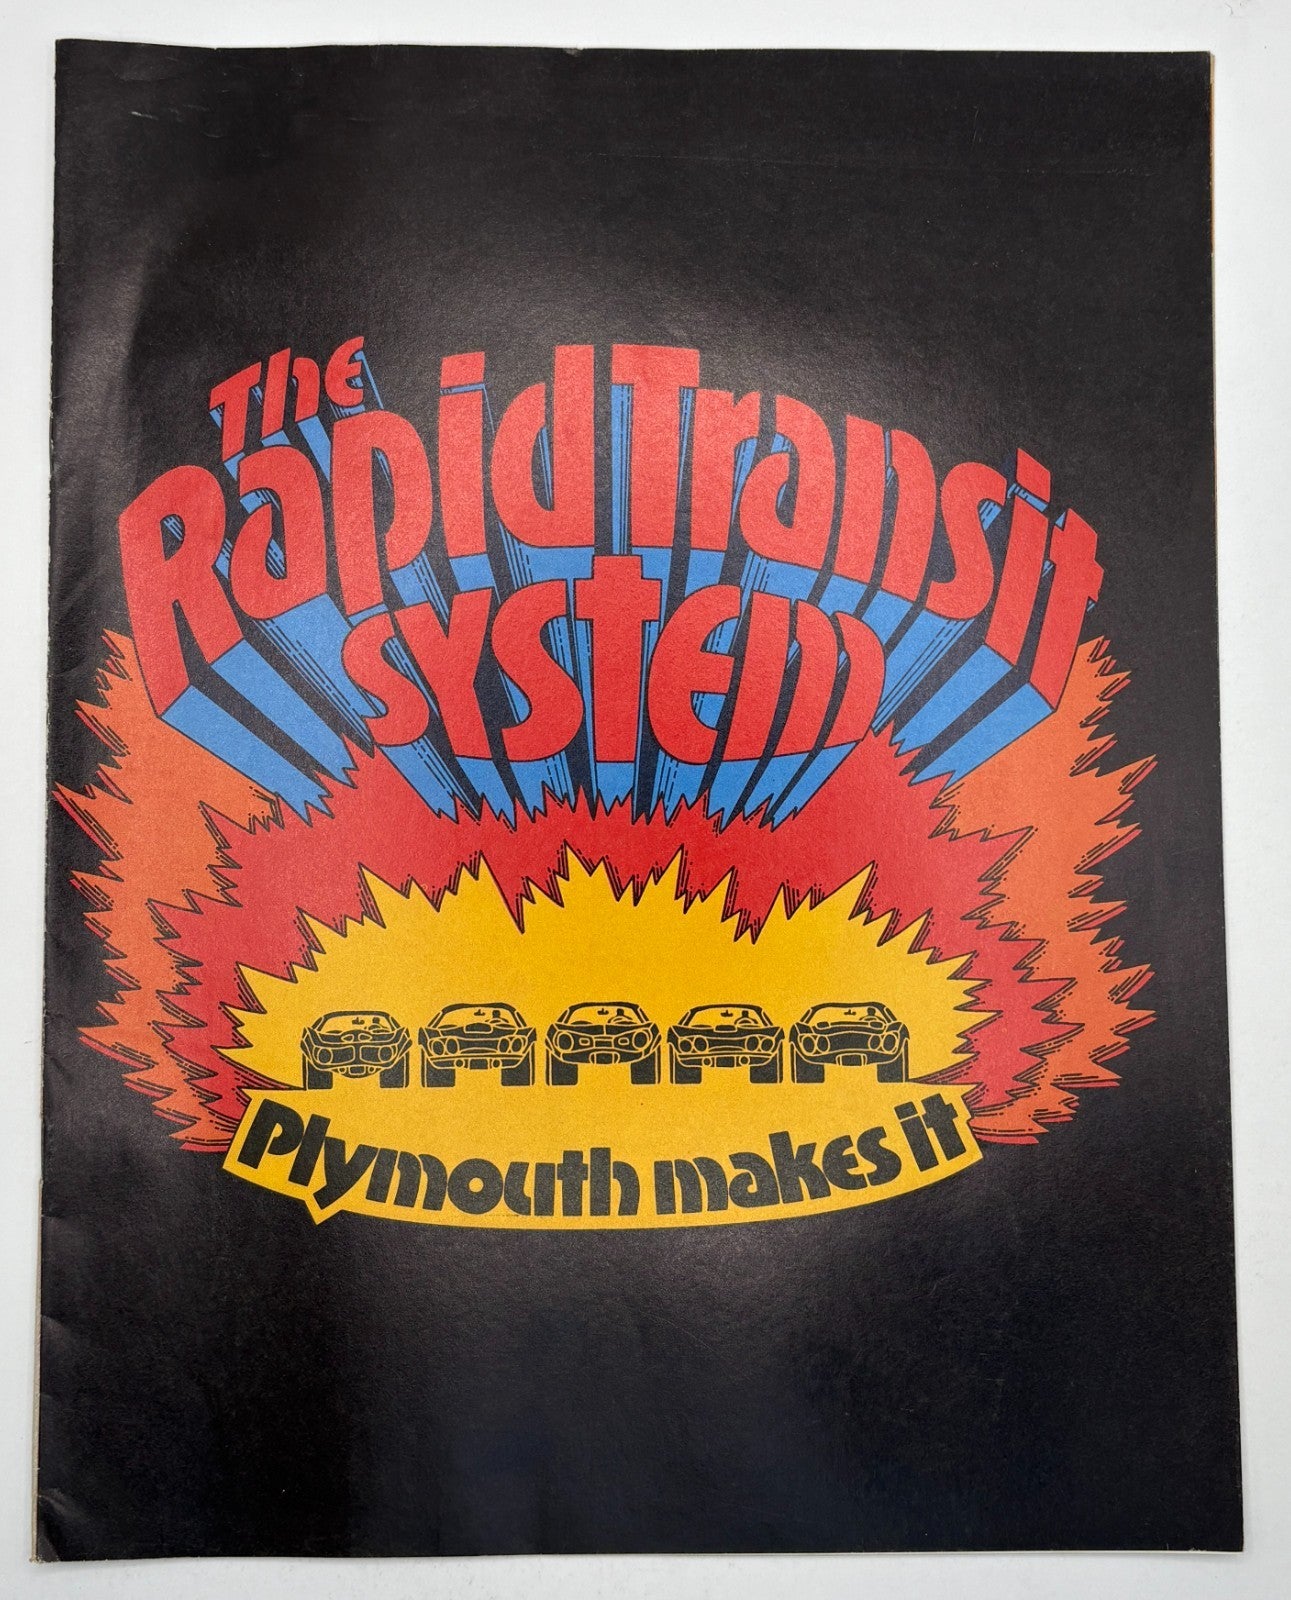 The
Rapid Transit
System
Plymouth makes it